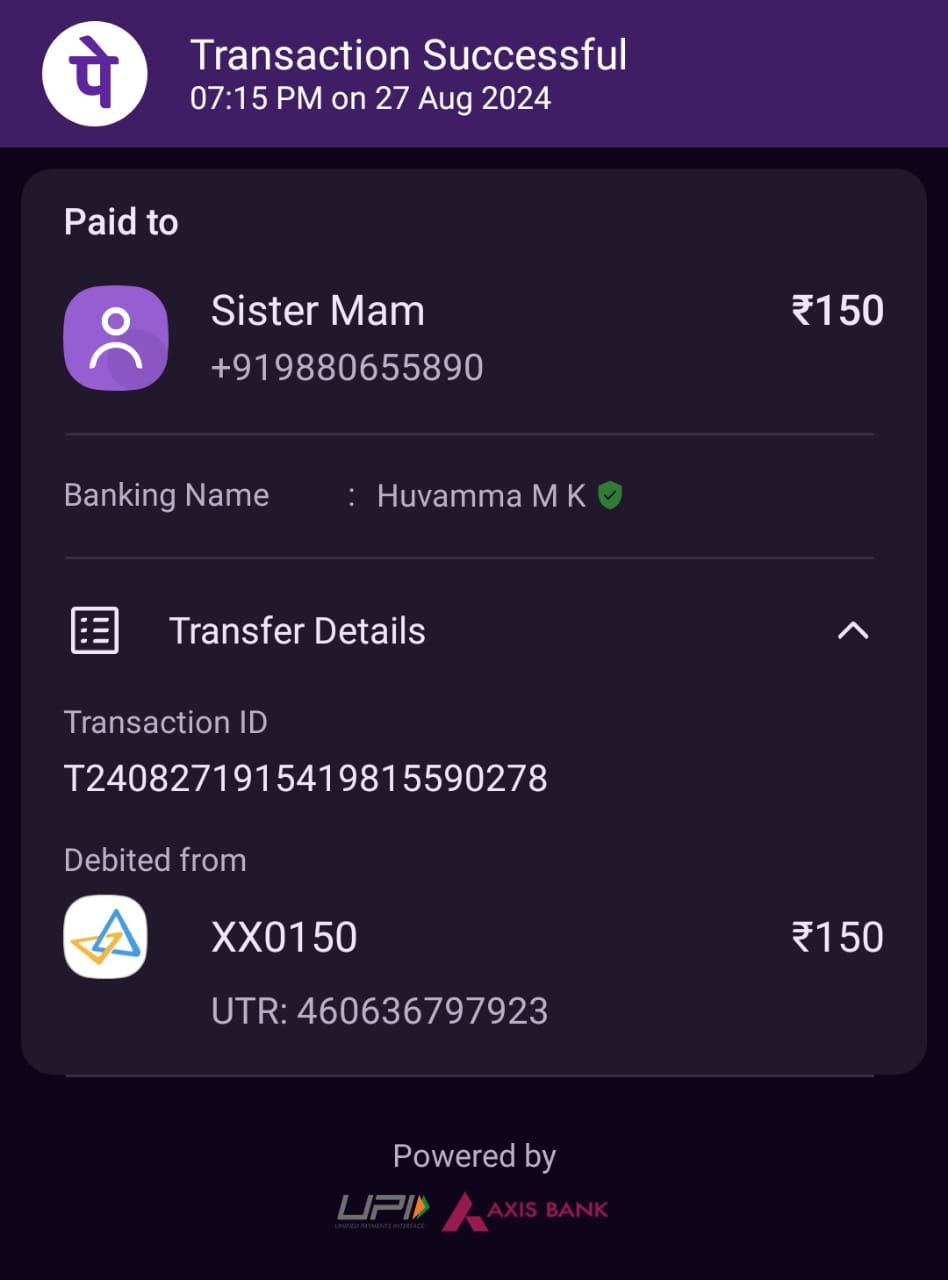 पे
Transaction Successful
07:15 PM on 27 Aug 2024
Paid to
Sister Mam ₹150
+919880655890
Banking Name : Huvamma M K
Transfer Details
Transaction ID
T2408271915419815590278
Debited from
XX0150 ₹150
UTR: 460636797923
Powered by
UPI AXIS BANK
UNIFIED PAYMENTS INTERFACE